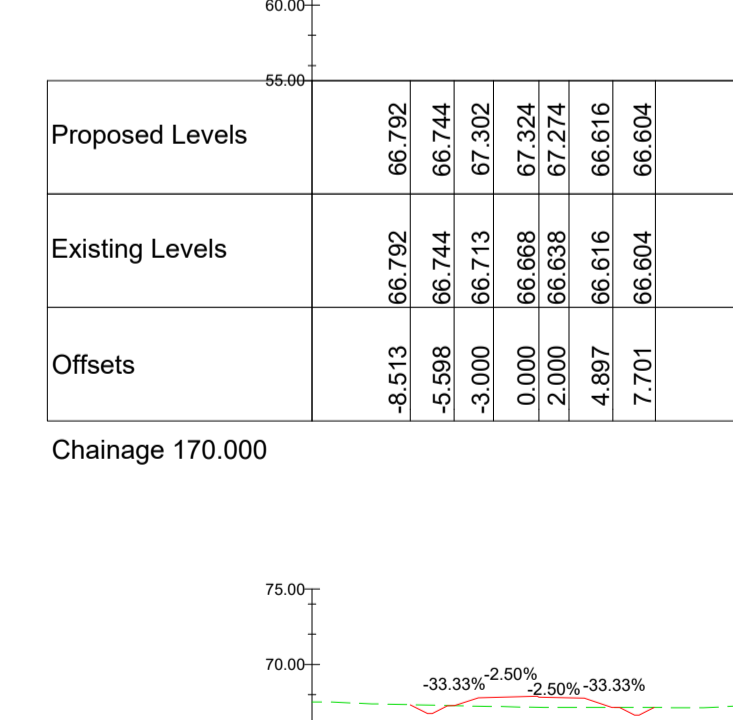 60.00
55.00
Proposed Levels 66.792 66.744 67.302 67.324 67.274 66.616 66.604
Existing Levels 66.792 66.744 66.713 66.668 66.638 66.616 66.604
Offsets -8.513 -5.598 -3.000 0.000 2.000 4.897 7.701
Chainage 170.000
75.00
70.00
-33.33% -2.50% -2.50% -33.33%